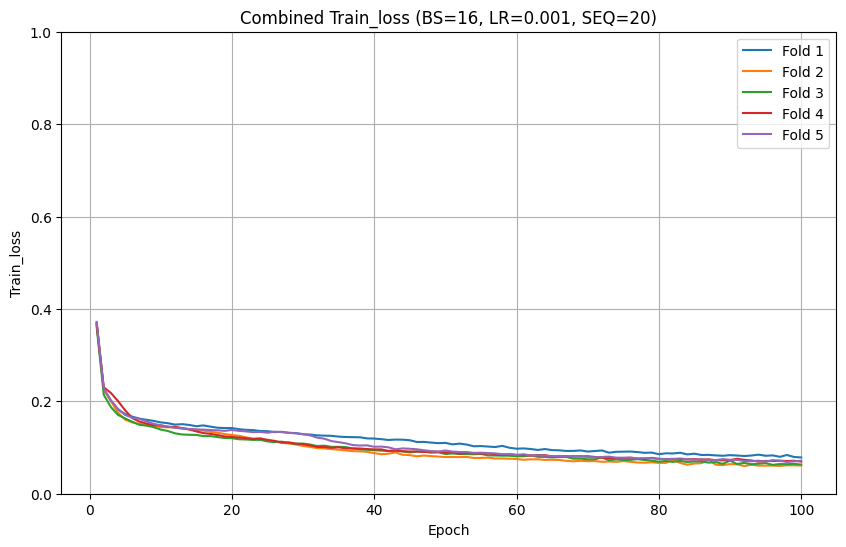 Combined Train_loss (BS=16, LR=0.001, SEQ=20)
1.0
0.8
0.6
0.4
0.2
0.0
Train_loss
0 20 40 60 80 100
Epoch
Fold 1
Fold 2
Fold 3
Fold 4
Fold 5